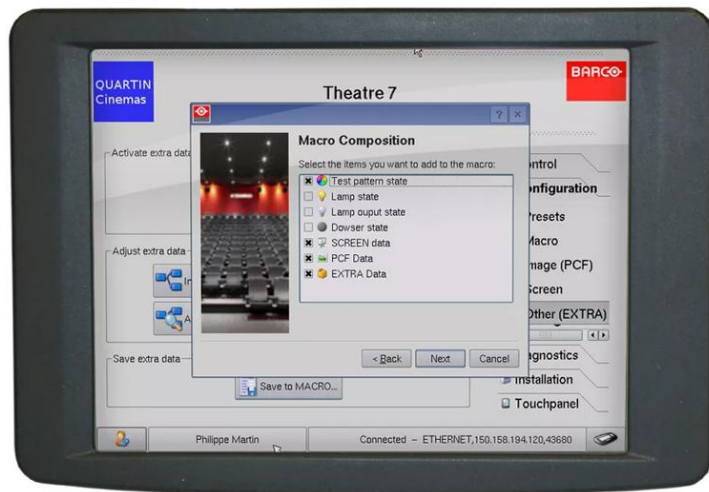 QUARTIN
Cinemas
Theatre 7
BARCO
Activate extra data
Adjust extra data
Save extra data
Save to MACRO...
Macro Composition
Select the items you want to add to the macro:
Test pattern state
Lamp state
Lamp ouput state
Dowser state
SCREEN data
PCF Data
EXTRA Data
< Back
Next
Cancel
ntrol
nfiguration
Presets
Macro
mage (PCF)
Screen
Other (EXTRA)
agnostics
Installation
Touchpanel
Philippe Martin
Connected - ETHERNET,150.158.194.120,43680